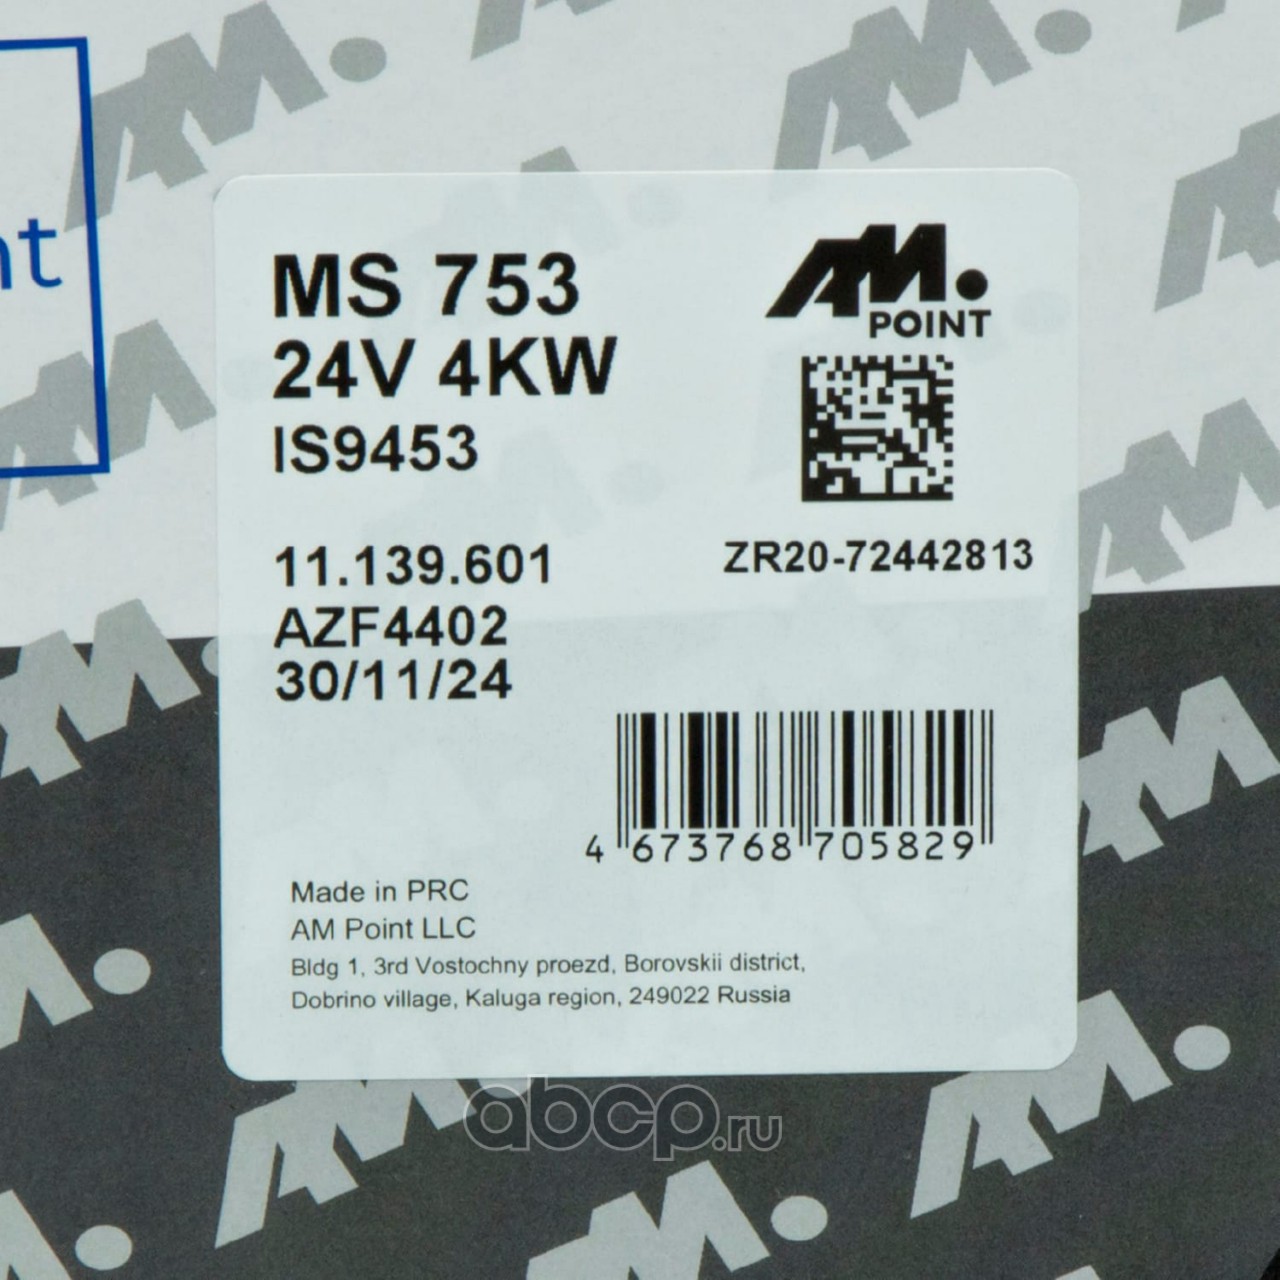 nt
MS 753
24V 4KW
IS9453
AM.
POINT
11.139.601
AZF4402
30/11/24
ZR20-72442813
4 673768 705829
Made in PRC
AM Point LLC
Bldg 1, 3rd Vostochny proezd, Borovskii district,
Dobrino village, Kaluga region, 249022 Russia
abcp.ru